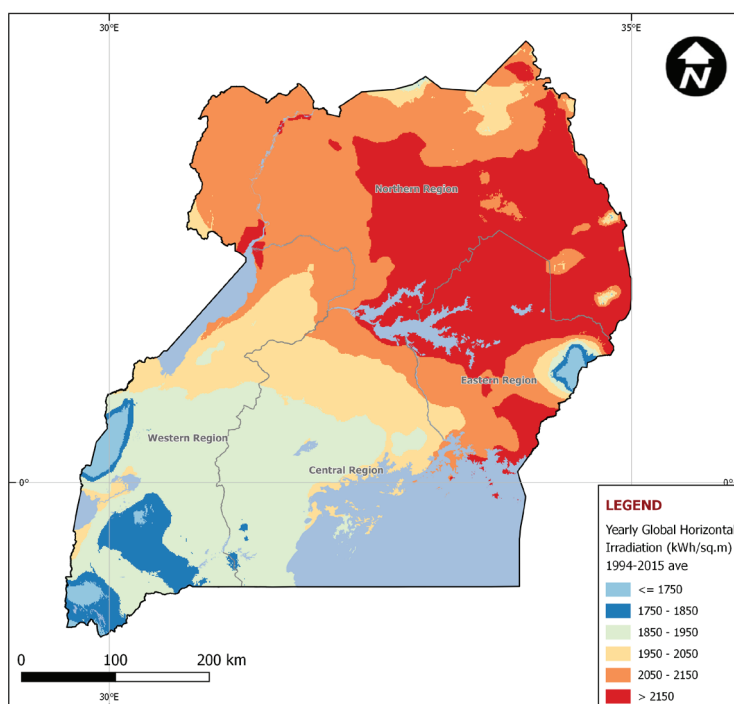 30°E
35°E
N
Northern Region
Eastern Region
Western Region
Central Region
0°
0°
LEGEND
Yearly Global Horizontal
Irradiation (kWh/sq.m)
1994-2015 ave
<= 1750
1750 - 1850
1850 - 1950
1950 - 2050
2050 - 2150
> 2150
0 100 200 km
30°E